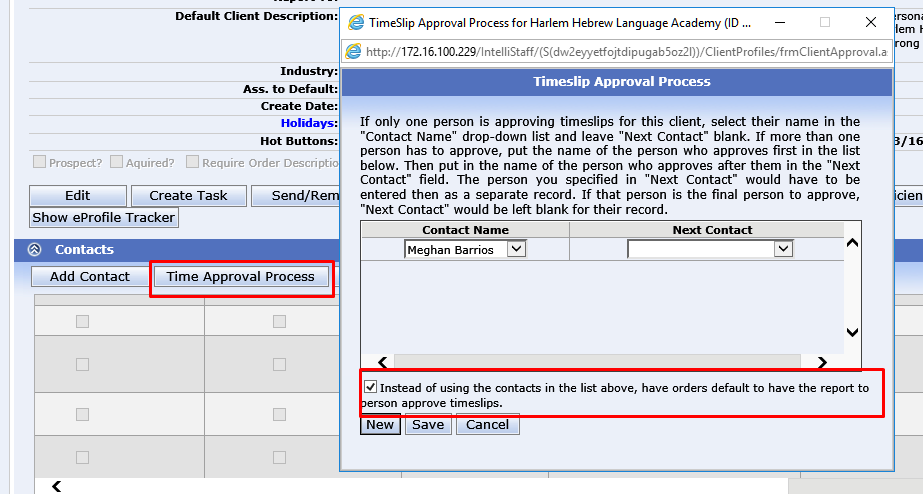 Default Client Description:
Industry:
Ass. to Default:
Create Date:
Holidays:
Hot Buttons:
Prospect? Aquired? Require Order Descriptio
Edit Create Task Send/Rem
Show eProfile Tracker
Contacts
Add Contact Time Approval Process
TimeSlip Approval Process for Harlem Hebrew Language Academy (ID ...
http://172.16.100.229/IntelliStaff/(S(dw2eyyetfojtdipugab5oz2l))/ClientProfiles/frmClientApproval.as
Timeslip Approval Process
If only one person is approving timeslips for this client, select their name in the
"Contact Name" drop-down list and leave "Next Contact" blank. If more than one
person has to approve, put the name of the person who approves first in the list
below. Then put in the name of the person who approves after them in the "Next
Contact" field. The person you specified in "Next Contact" would have to be
entered then as a separate record. If that person is the final person to approve,
"Next Contact" would be left blank for their record.
Contact Name Next Contact
Meghan Barrios
Instead of using the contacts in the list above, have orders default to have the report to
person approve timeslips.
New Save Cancel
ersona
lem H
rong
3/16
icien